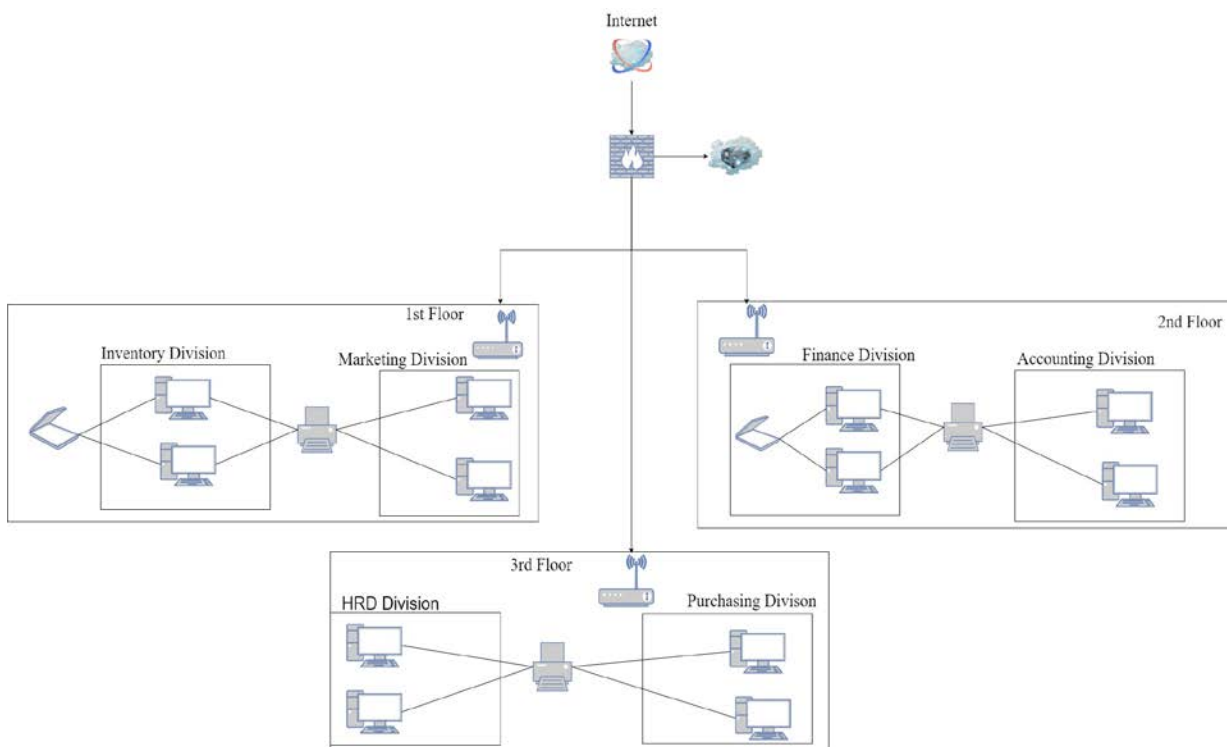 Internet
1st Floor
Inventory Division
Marketing Division
2nd Floor
Finance Division
Accounting Division
3rd Floor
HRD Division
Purchasing Divison